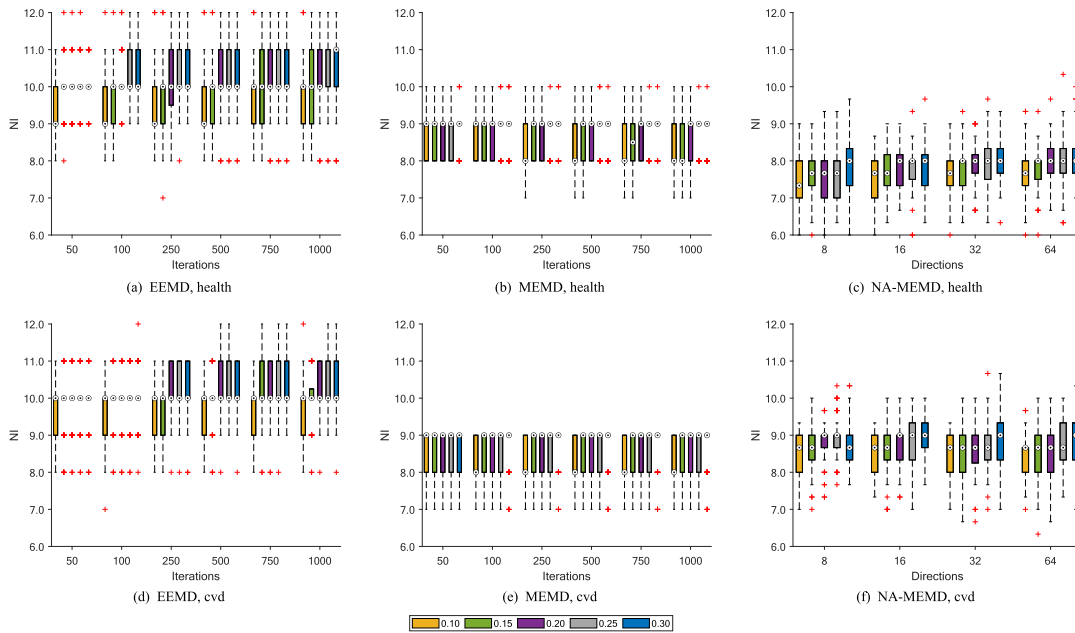 12.0
11.0
10.0
9.0
8.0
7.0
6.0
NI
50 100 250 500 750 1000
Iterations
(a) EEMD, health
12.0
11.0
10.0
9.0
8.0
7.0
6.0
NI
50 100 250 500 750 1000
Iterations
(b) MEMD, health
12.0
11.0
10.0
9.0
8.0
7.0
6.0
NI
8 16 32 64
Directions
(c) NA-MEMD, health
12.0
11.0
10.0
9.0
8.0
7.0
6.0
NI
50 100 250 500 750 1000
Iterations
(d) EEMD, cvd
12.0
11.0
10.0
9.0
8.0
7.0
6.0
NI
50 100 250 500 750 1000
Iterations
(e) MEMD, cvd
12.0
11.0
10.0
9.0
8.0
7.0
6.0
NI
8 16 32 64
Directions
(f) NA-MEMD, cvd
0.10 0.15 0.20 0.25 0.30